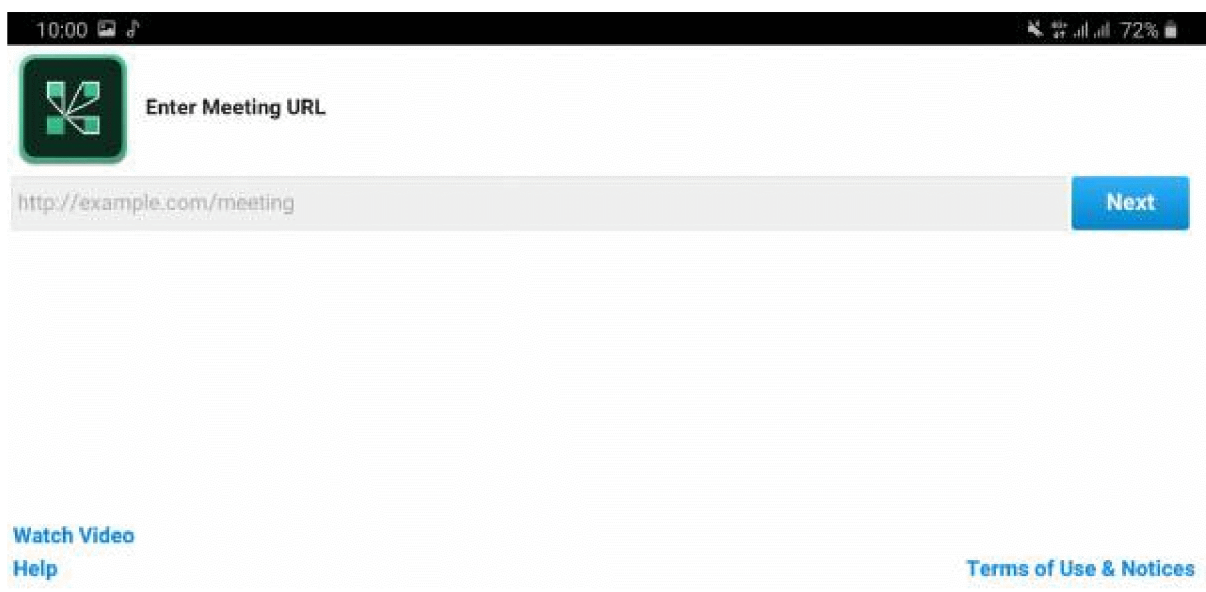 10:00 72%
Enter Meeting URL
http://example.com/meeting
Next
Watch Video
Help
Terms of Use & Notices